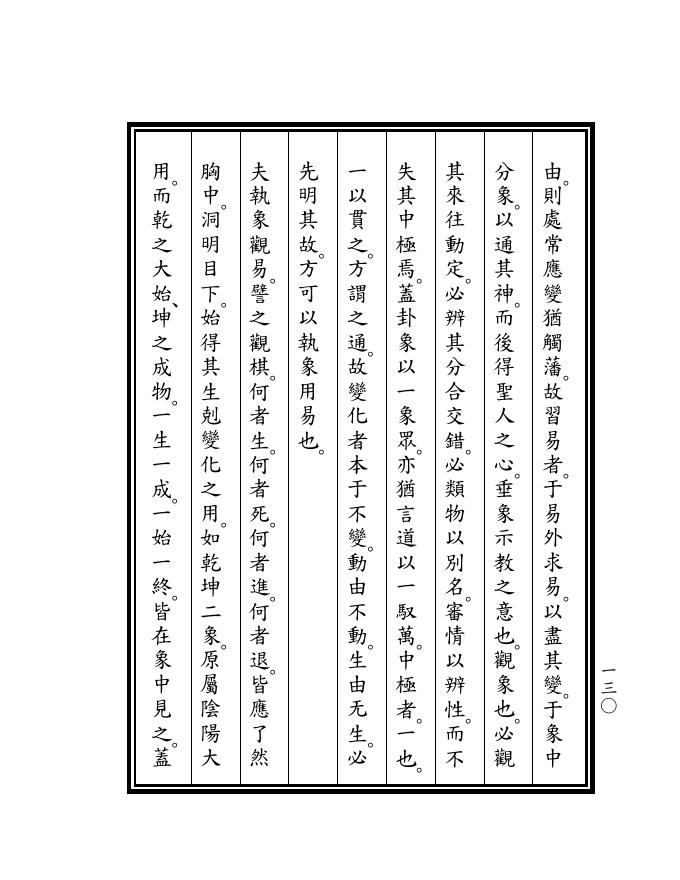 由。則處常應變猶觸藩。故習易者。于易外求易。以盡其變。于象中
分象。以通其神。而後得聖人之心。垂象示教之意也。觀象也。必觀
其來往動定。必辨其分合交錯。必類物以別名。審情以辨性。而不
失其中極焉。蓋卦象以一象眾。亦猶言道以一馭萬。中極者。一也。
一以貫之。方謂之通。故變化者本于不變。動由不動。生由无生。必
先明其故。方可以執象用易也。
夫執象觀易。譬之觀棋。何者生。何者死。何者進。何者退。皆應了然
胸中。洞明目下。始得其生剋變化之用。如乾坤二象。原屬陰陽大
用。而乾之大始、坤之成物。一生一成。一始一終。皆在象中見之。蓋
一三〇